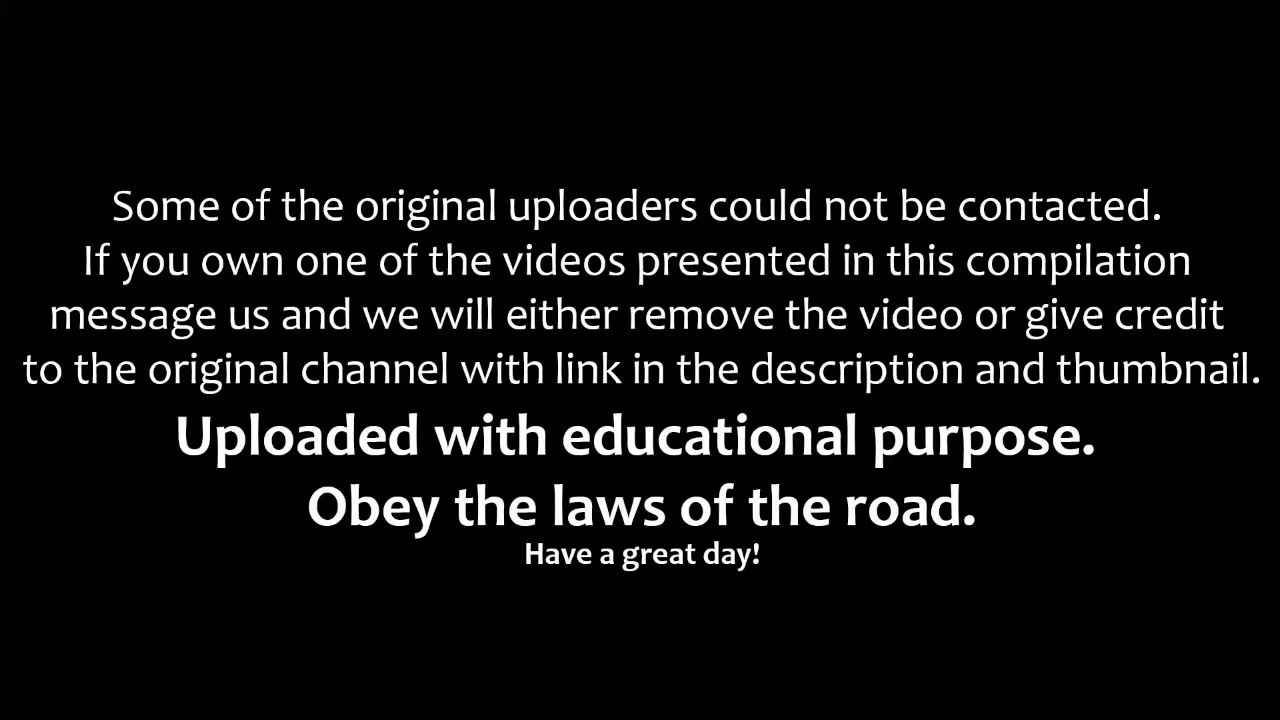 Some of the original uploaders could not be contacted.
If you own one of the videos presented in this compilation
message us and we will either remove the video or give credit
to the original channel with link in the description and thumbnail.
Uploaded with educational purpose.
Obey the laws of the road.
Have a great day!